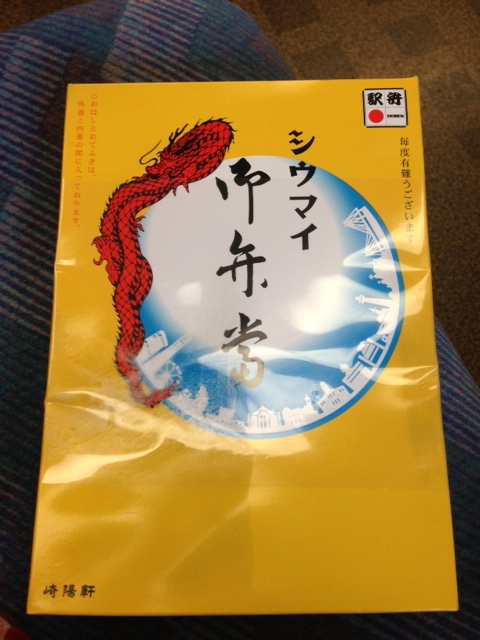 駅弁
毎度有難うございます
シウマイ
御弁當
○おはしとおてふきは、
外蓋と内蓋の間に入っております。
崎陽軒